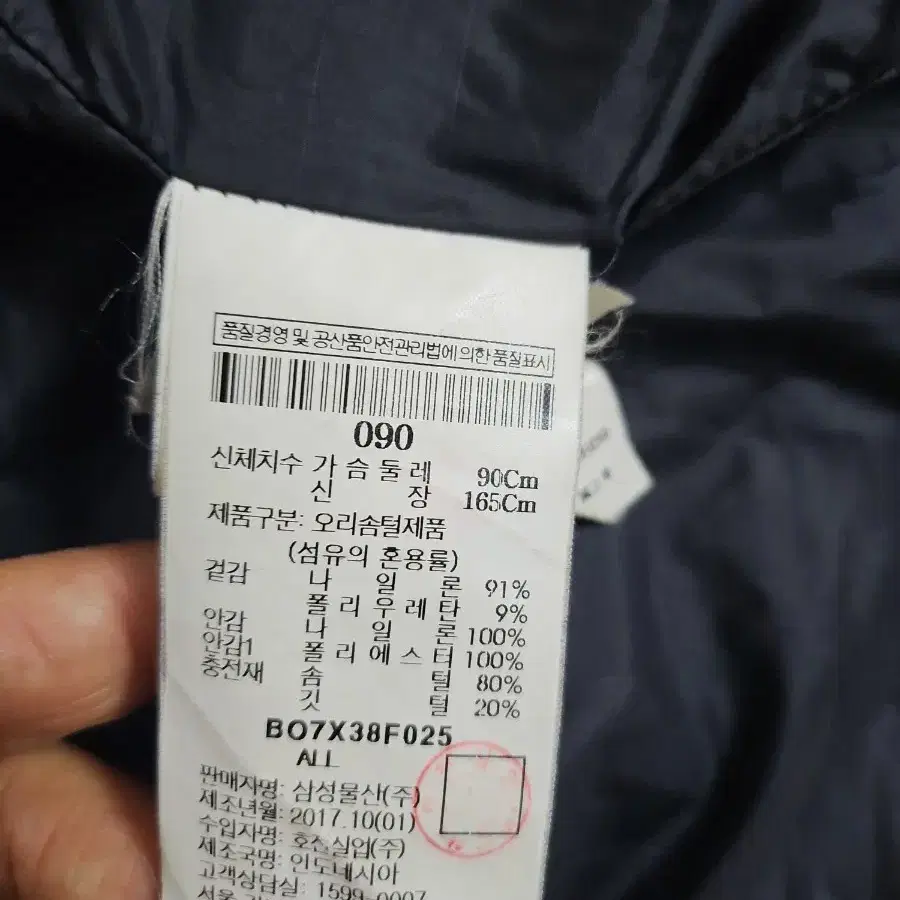 품질경영 및 공산품안전관리법에 의한 품질표시
090
신체치수 가슴둘레 90Cm
신장 165Cm
제품구분: 오리솜털제품
(섬유의 혼용률)
겉감 나일론 91%
폴리우레탄 9%
안감 나일론 100%
안감1 폴리에스터 100%
충전재 솜털 80%
깃털 20%
BO7X38F025
ALL
판매자명: 삼성물산(주)
제조년월: 2017.10(01)
수입자명: 호전실업(주)
제조국명: 인도네시아
고객상담실: 1599-0007